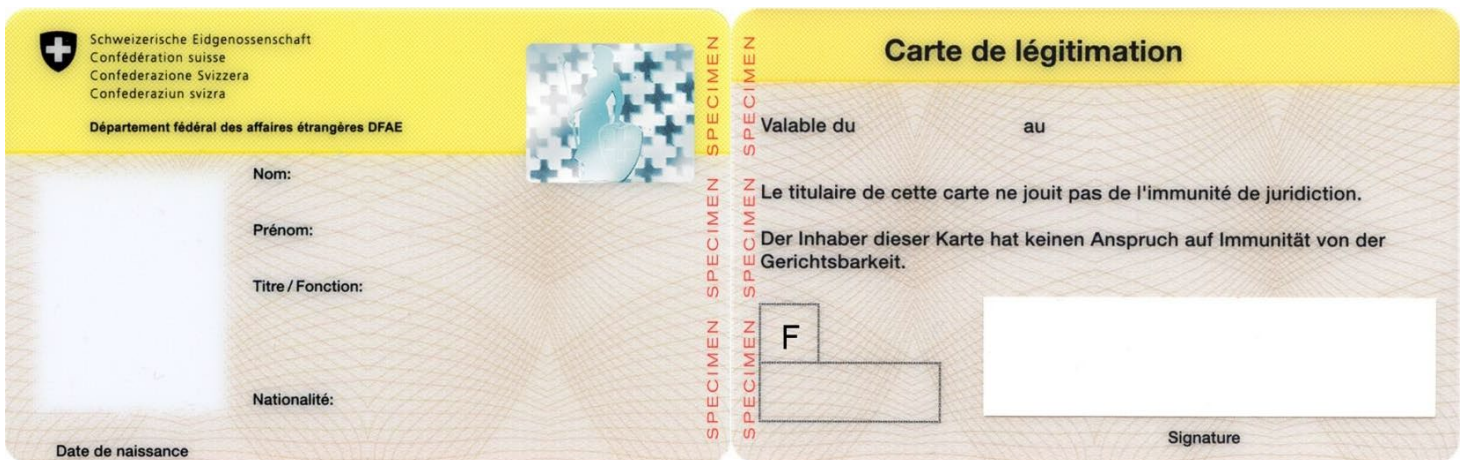 Schweizerische Eidgenossenschaft
Confédération suisse
Confederazione Svizzera
Confederaziun svizra
Département fédéral des affaires étrangères DFAE
Nom:
Prénom:
Titre / Fonction:
Nationalité:
Date de naissance
SPECIMEN SPECIMEN SPECIMEN
SPECIMEN SPECIMEN SPECIMEN
Carte de légitimation
Valable du au
Le titulaire de cette carte ne jouit pas de l'immunité de juridiction.
Der Inhaber dieser Karte hat keinen Anspruch auf Immunität von der
Gerichtsbarkeit.
F
Signature